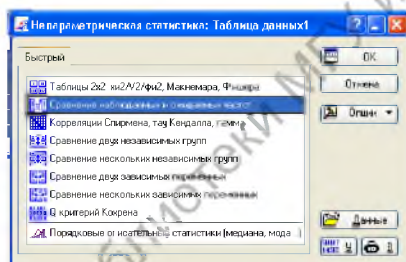 Непараметрическая статистика: Таблица данных1
Быстрый
Таблицы 2x2 хи2/V2/фи2, Макнемара, Фишера
Сравнение наблюдаемых и ожидаемых частот
Корреляции Спирмена, тау Кендалла, гамма
Сравнение двух независимых групп
Сравнение нескольких независимых групп
Сравнение двух зависимых переменных
Сравнение нескольких зависимых переменных
Q критерий Кохрена
Порядковые описательные статистики (медиана, мода
OK
Отмена
Опции
Данные